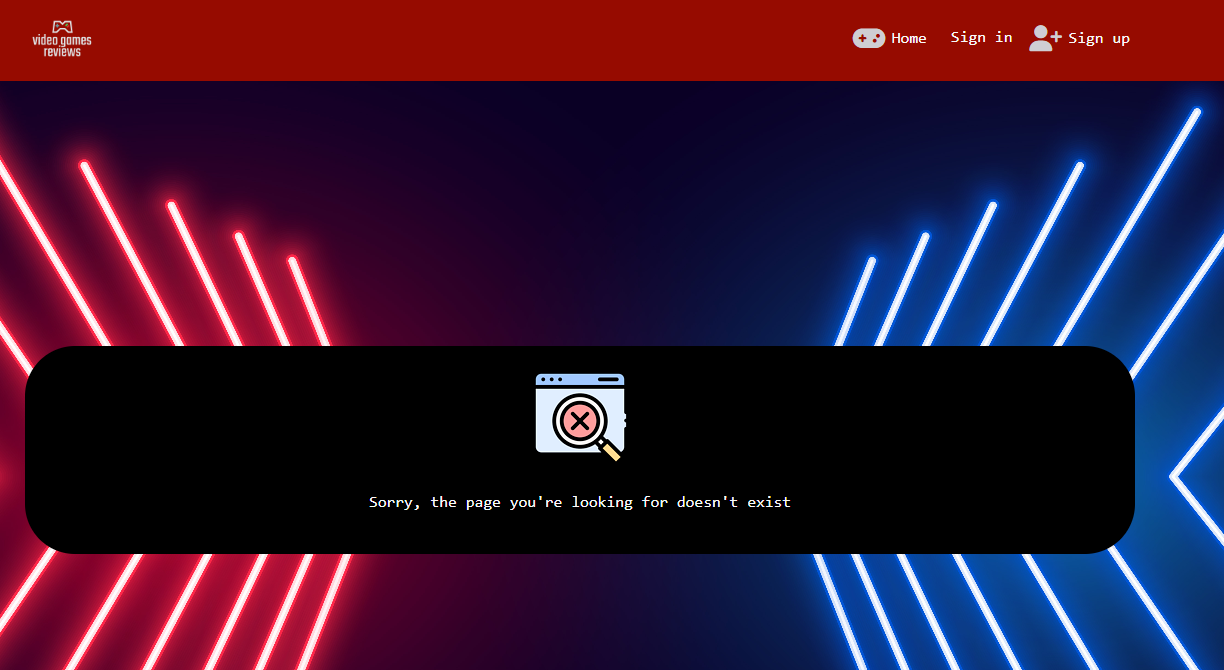 video games
reviews
Home
Sign in
Sign up
Sorry, the page you're looking for doesn't exist